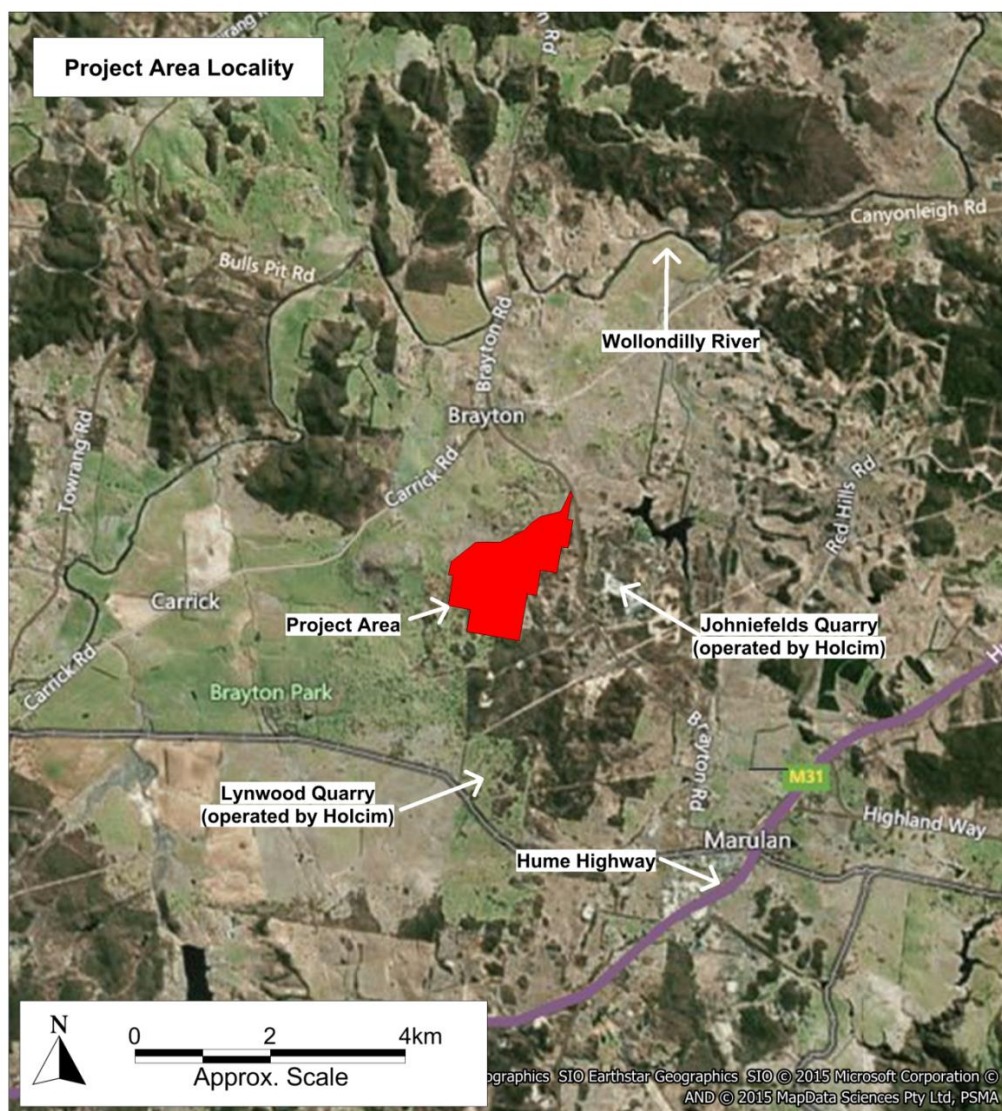 Project Area Locality
Rd
Canyonleigh Rd
Bulls Pit Rd
Wollondilly River
Brayton Rd
Brayton
Towrang Rd
Carrick Rd
Red Hills Rd
Carrick
Project Area
Johniefelds Quarry
(operated by Holcim)
Carrick Rd
Brayton Park
Brayton Rd
M31
Lynwood Quarry
(operated by Holcim)
Highland Way
Marulan
Hume Highway
N
0 2 4km
Approx. Scale
ographics SIO Earthstar Geographics SIO © 2015 Microsoft Corporation ©
AND © 2015 MapData Sciences Pty Ltd, PSMA